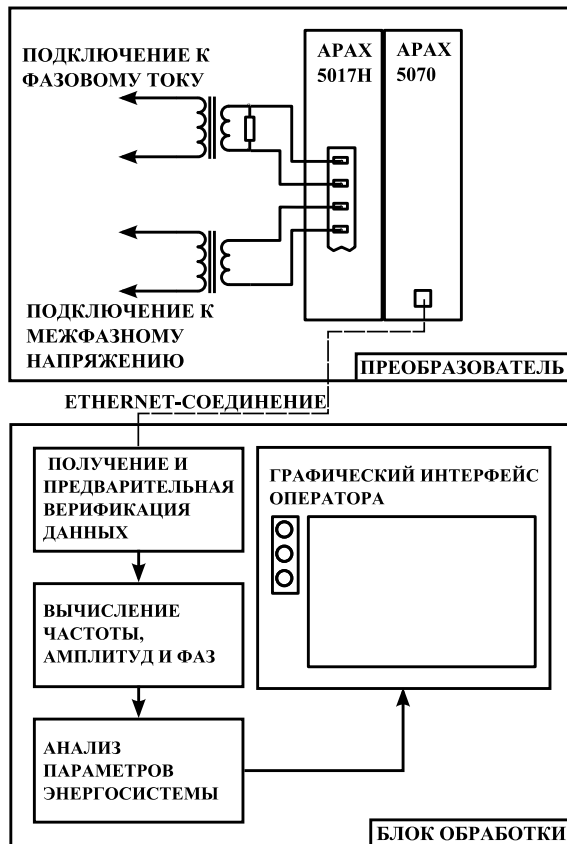 ПОДКЛЮЧЕНИЕ К
ФАЗОВОМУ ТОКУ
APAX
5017H
APAX
5070
ПОДКЛЮЧЕНИЕ К
МЕЖФАЗНОМУ
НАПРЯЖЕНИЮ
ПРЕОБРАЗОВАТЕЛЬ
ETHERNET-СОЕДИНЕНИЕ
ПОЛУЧЕНИЕ И
ПРЕДВАРИТЕЛЬНАЯ
ВЕРИФИКАЦИЯ
ДАННЫХ
ГРАФИЧЕСКИЙ ИНТЕРФЕЙС
ОПЕРАТОРА
ВЫЧИСЛЕНИЕ
ЧАСТОТЫ,
АМПЛИТУД И ФАЗ
АНАЛИЗ
ПАРАМЕТРОВ
ЭНЕРГОСИСТЕМЫ
БЛОК ОБРАБОТКИ